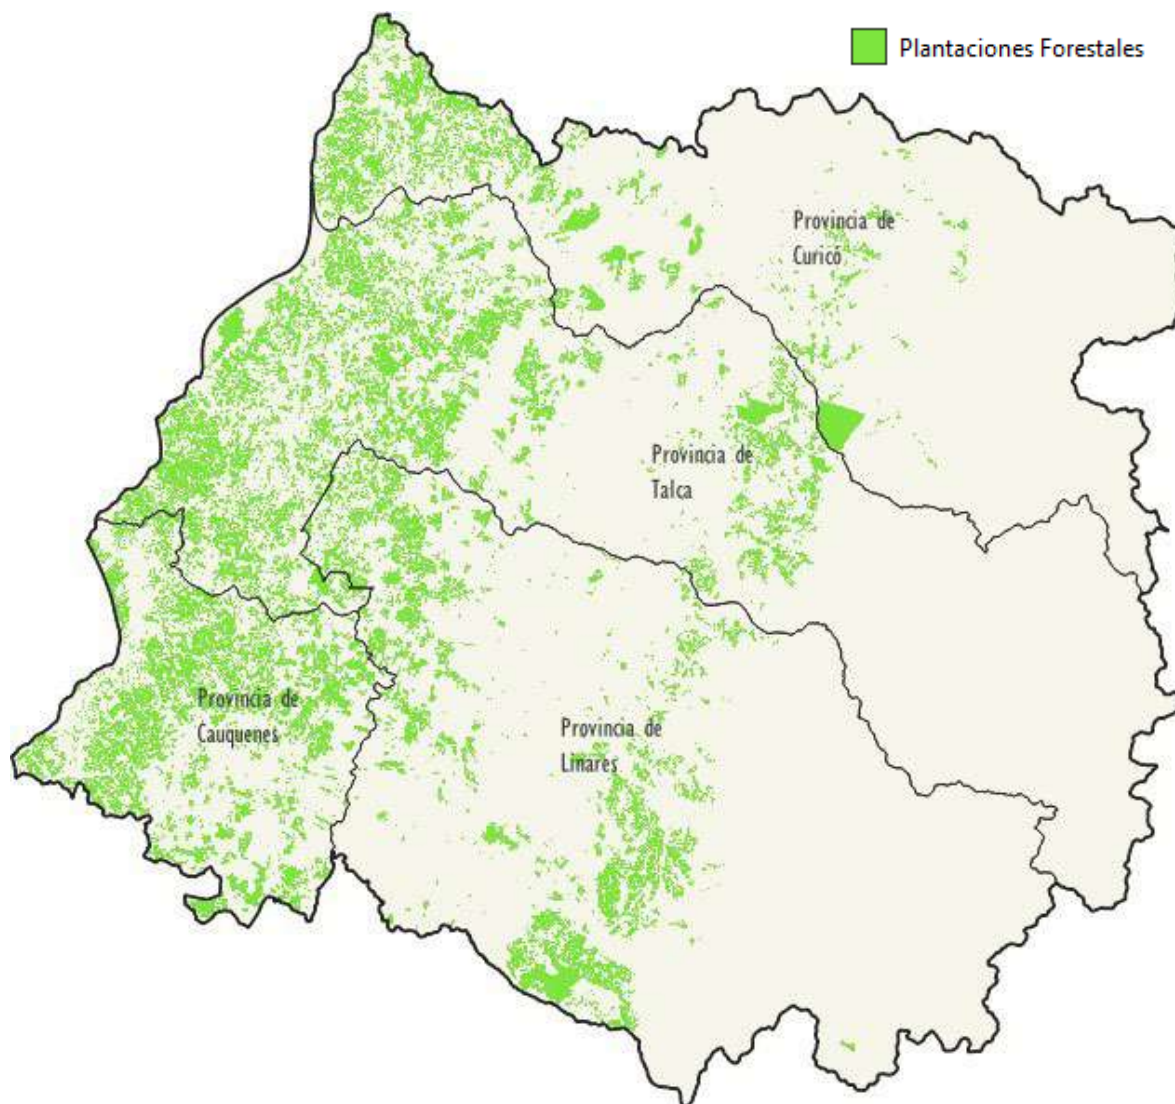 Plantaciones Forestales
Provincia de
Curicó
Provincia de
Talca
Provincia de
Cauquenes
Provincia de
Linares